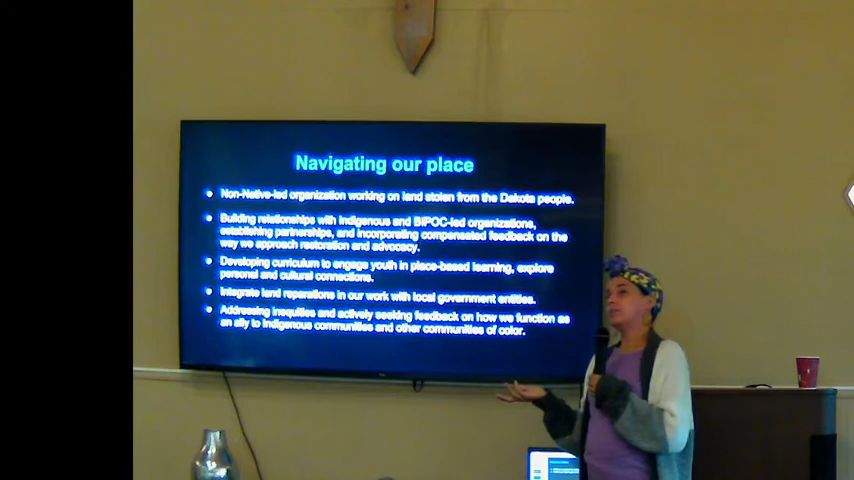 Navigating our place
• Non-Native-led organization working on land stolen from the Dakota people.
• Building relationships with Indigenous and BIPOC-led organizations,
establishing partnerships, and incorporating compensated feedback on the
way we approach restoration and advocacy.
• Developing curriculum to engage youth in place-based learning, explore
personal and cultural connections.
• Integrate land reparations in our work with local government entities.
• Addressing inequities and actively seeking feedback on how we function as
an ally to Indigenous communities and other communities of color.